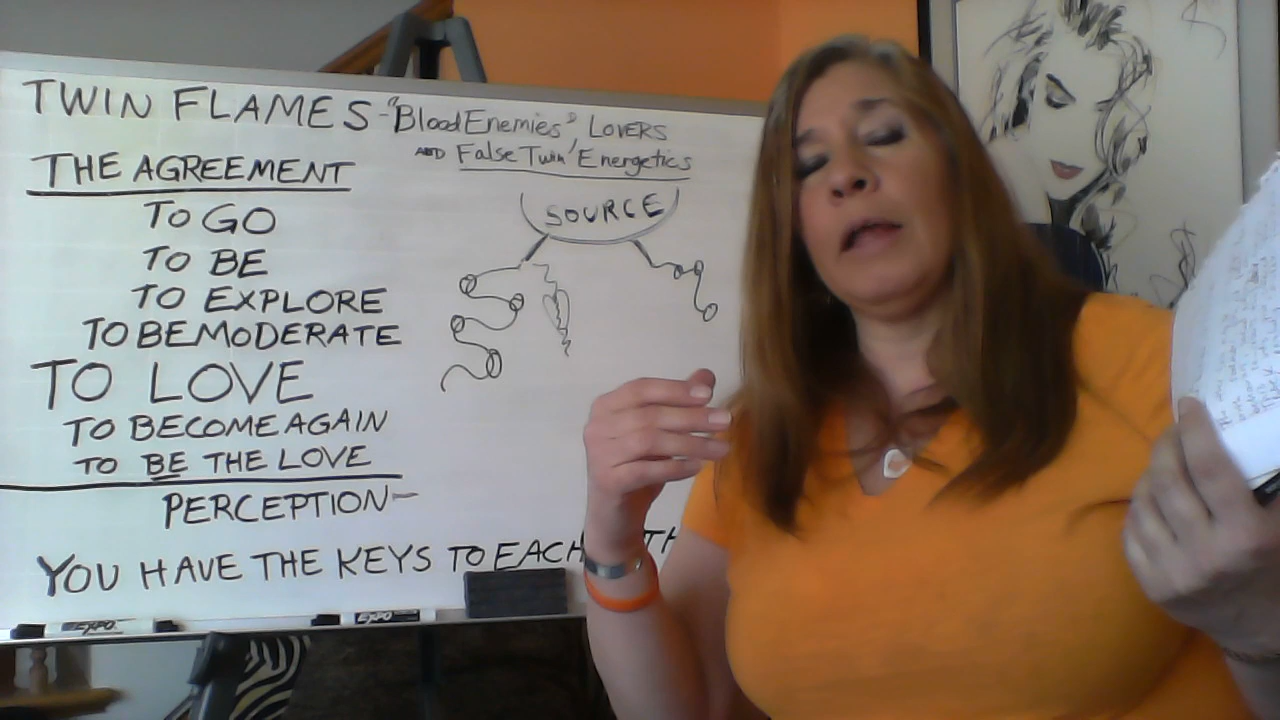 TWIN FLAMES - "Blood Enemies", LOVERS
AND False Twin' Energetics
THE AGREEMENT
TO GO
TO BE
TO EXPLORE
TO BE MODERATE
TO LOVE
TO BECOME AGAIN
TO BE THE LOVE
PERCEPTION-
YOU HAVE THE KEYS TO EACH TH
SOURCE
EXPO
EXPO